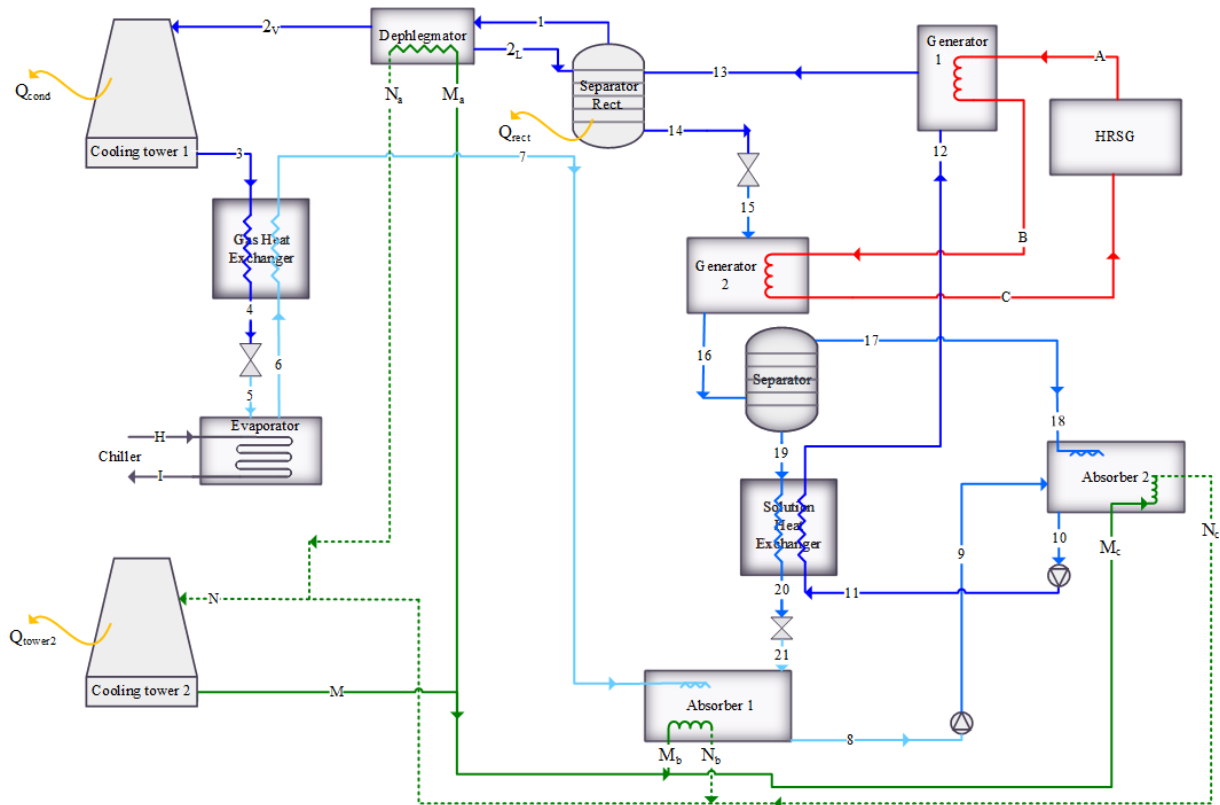 2V
Dephlegmator
1
2L
Na
Ma
Separator
Rect.
13
14
Generator
1
A
HRSG
12
B
Qcond
Cooling tower 1
3
Qrect
7
15
Gas Heat
Exchanger
Generator
2
C
4
6
5
16
17
Separator
Evaporator
H
Chiller
I
18
19
Absorber 2
Solution
Heat
Exchanger
9
10
Mc
Nc
20
11
N
Qtower2
21
Cooling tower 2
M
Absorber 1
8
Mb
Nb